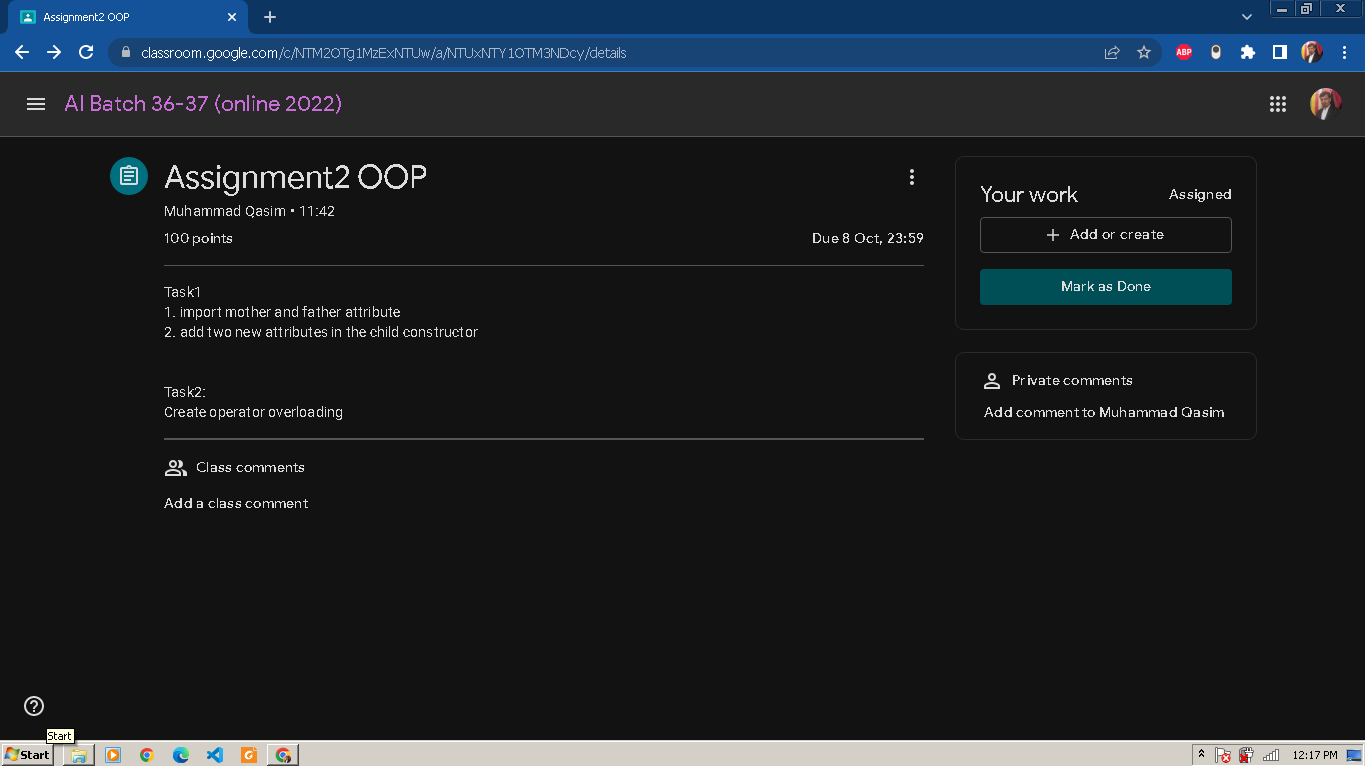 Assignment2 OOP
classroom.google.com/c/NTM2OTg1MzExNTUw/a/NTUxNTY1OTM3NDcy/details
ABP
AI Batch 36-37 (online 2022)
Assignment2 OOP
Muhammad Qasim • 11:42
100 points
Due 8 Oct, 23:59
Task1
1. import mother and father attribute
2. add two new attributes in the child constructor
Task2:
Create operator overloading
Class comments
Add a class comment
Your work
Assigned
+ Add or create
Mark as Done
Private comments
Add comment to Muhammad Qasim
Start
Start
12:17 PM